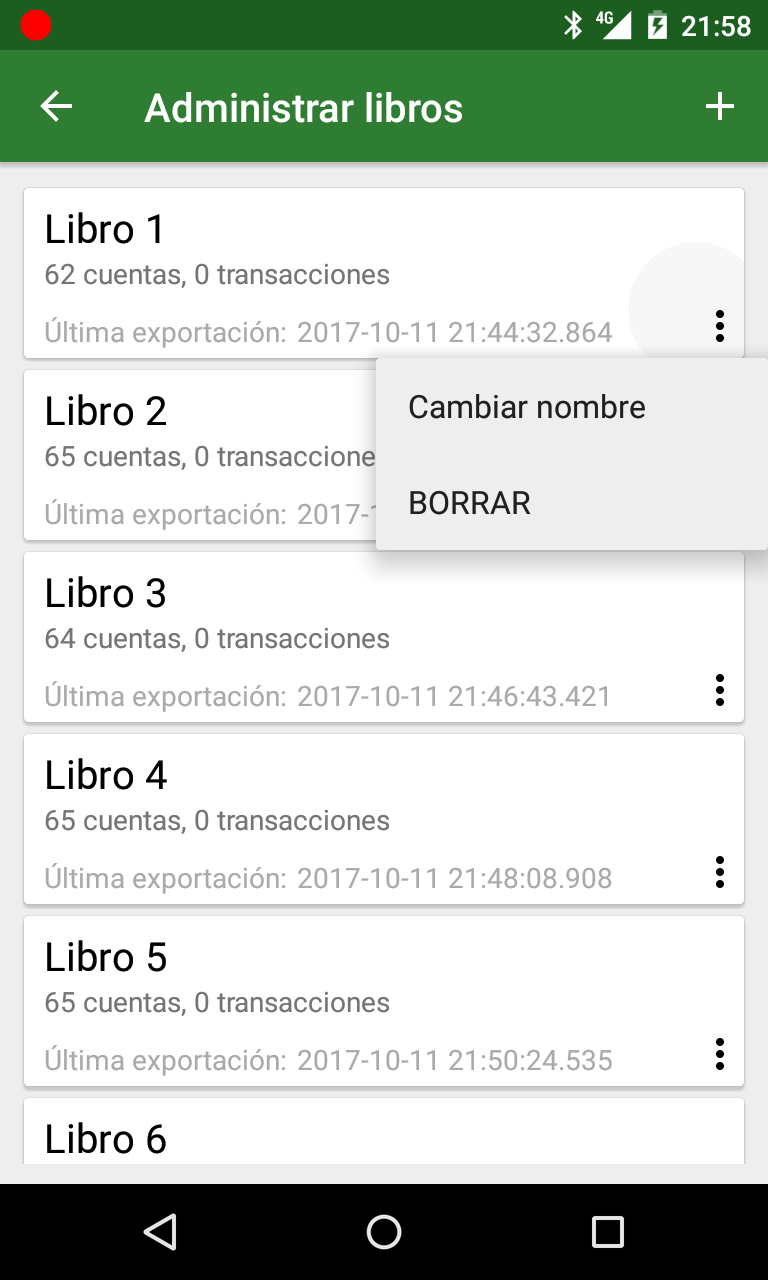 4G 21:58
Administrar libros
Libro 1
62 cuentas, 0 transacciones
Última exportación: 2017-10-11 21:44:32.864
Cambiar nombre
BORRAR
Libro 2
65 cuentas, 0
Última exportación:
Libro 3
64 cuentas, 0 transacciones
Última exportación: 2017-10-11 21:46:43.421
Libro 4
65 cuentas, 0 transacciones
Última exportación: 2017-10-11 21:48:08.908
Libro 5
65 cuentas, 0 transacciones
Última exportación: 2017-10-11 21:50:24.535
Libro 6